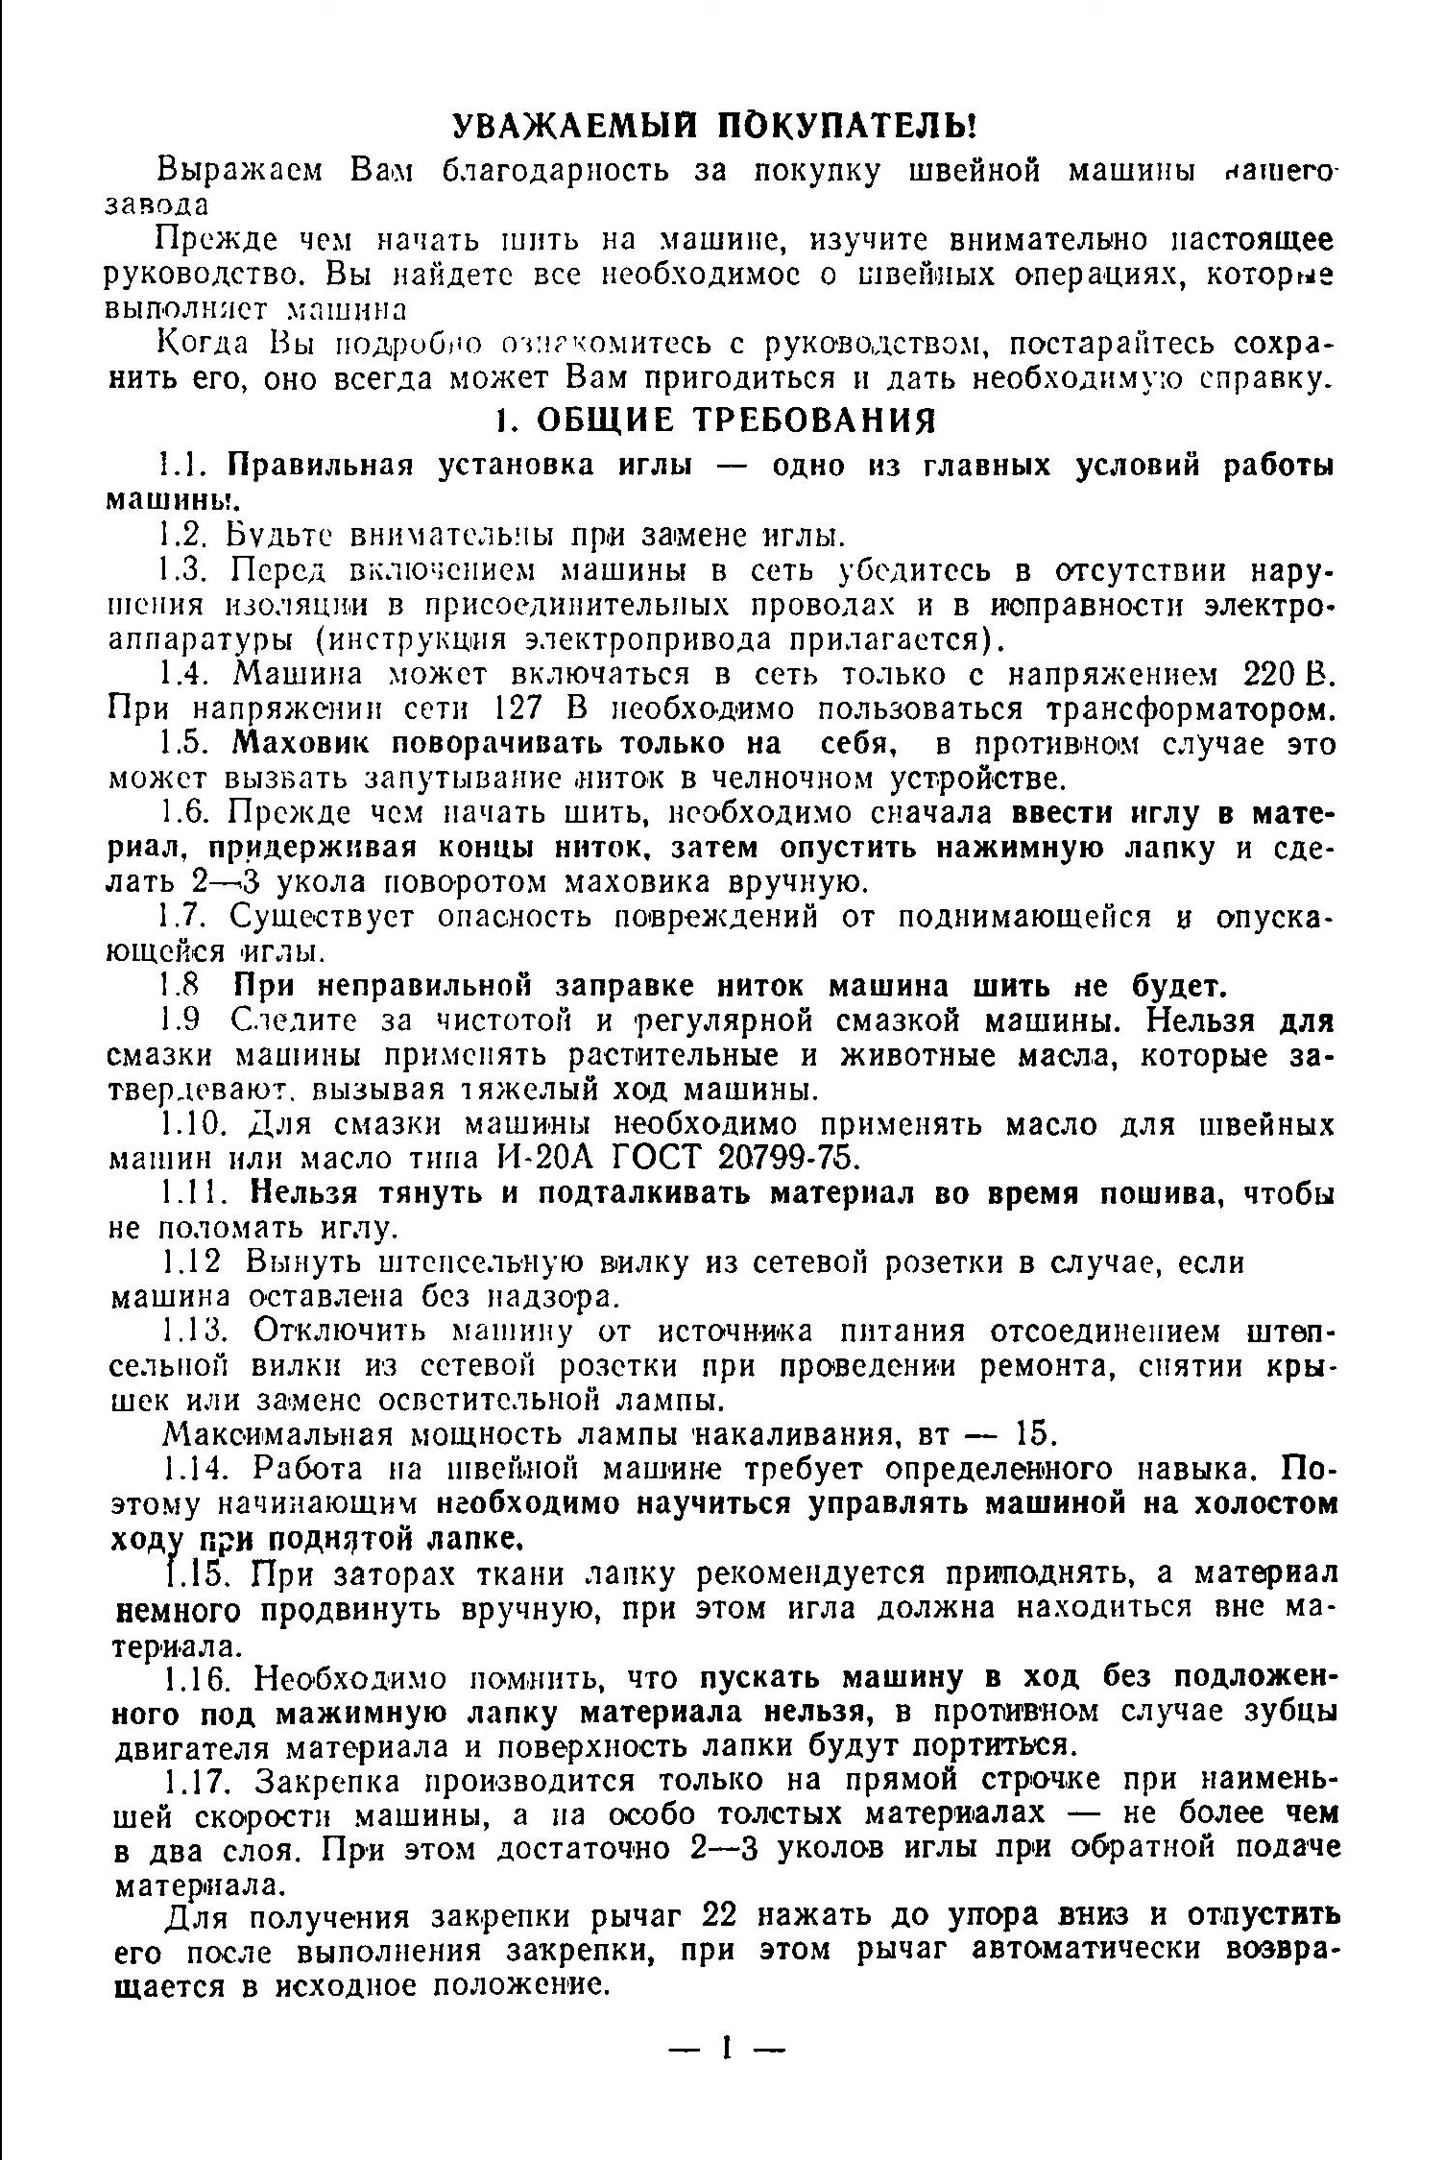 УВАЖАЕМЫЙ ПОКУПАТЕЛЬ!
Выражаем Вам благодарность за покупку швейной машины нашего
завода
Прежде чем начать шить на машине, изучите внимательно настоящее
руководство. Вы найдете все необходимое о швейных операциях, которые
выполняет машина
Когда Вы подробно ознакомитесь с руководством, постарайтесь сохра-
нить его, оно всегда может Вам пригодиться и дать необходимую справку.
1. ОБЩИЕ ТРЕБОВАНИЯ
1.1. Правильная установка иглы — одно из главных условий работы
машины.
1.2. Будьте внимательны при замене иглы.
1.3. Перед включением машины в сеть убедитесь в отсутствии нару-
шения изоляции в присоединительных проводах и в исправности электро-
аппаратуры (инструкция электропривода прилагается).
1.4. Машина может включаться в сеть только с напряжением 220 В.
При напряжении сети 127 В необходимо пользоваться трансформатором.
1.5. Маховик поворачивать только на себя, в противном случае это
может вызвать запутывание ниток в челночном устройстве.
1.6. Прежде чем начать шить, необходимо сначала ввести иглу в мате-
риал, придерживая концы ниток, затем опустить нажимную лапку и сде-
лать 2—3 укола поворотом маховика вручную.
1.7. Существует опасность повреждений от поднимающейся и опуска-
ющейся иглы.
1.8 При неправильной заправке ниток машина шить не будет.
1.9 Следите за чистотой и регулярной смазкой машины. Нельзя для
смазки машины применять растительные и животные масла, которые за-
твердевают, вызывая тяжелый ход машины.
1.10. Для смазки машины необходимо применять масло для швейных
машин или масло типа И-20А ГОСТ 20799-75.
1.11. Нельзя тянуть и подталкивать материал во время пошива, чтобы
не поломать иглу.
1.12 Вынуть штепсельную вилку из сетевой розетки в случае, если
машина оставлена без надзора.
1.13. Отключить машину от источника питания отсоединением штеп-
сельной вилки из сетевой розетки при проведении ремонта, снятии кры-
шек или замене осветительной лампы.
Максимальная мощность лампы накаливания, вт — 15.
1.14. Работа на швейной машине требует определенного навыка. По-
этому начинающим необходимо научиться управлять машиной на холостом
ходу при поднятой лапке.
1.15. При заторах ткани лапку рекомендуется приподнять, а материал
немного продвинуть вручную, при этом игла должна находиться вне ма-
териала.
1.16. Необходимо помнить, что пускать машину в ход без подложен-
ного под мажимную лапку материала нельзя, в противном случае зубцы
двигателя материала и поверхность лапки будут портиться.
1.17. Закрепка производится только на прямой строчке при наимень-
шей скорости машины, а на особо толстых материалах — не более чем
в два слоя. При этом достаточно 2—3 уколов иглы при обратной подаче
материала.
Для получения закрепки рычаг 22 нажать до упора вниз и отпустить
его после выполнения закрепки, при этом рычаг автоматически возвра-
щается в исходное положение.
— 1 —